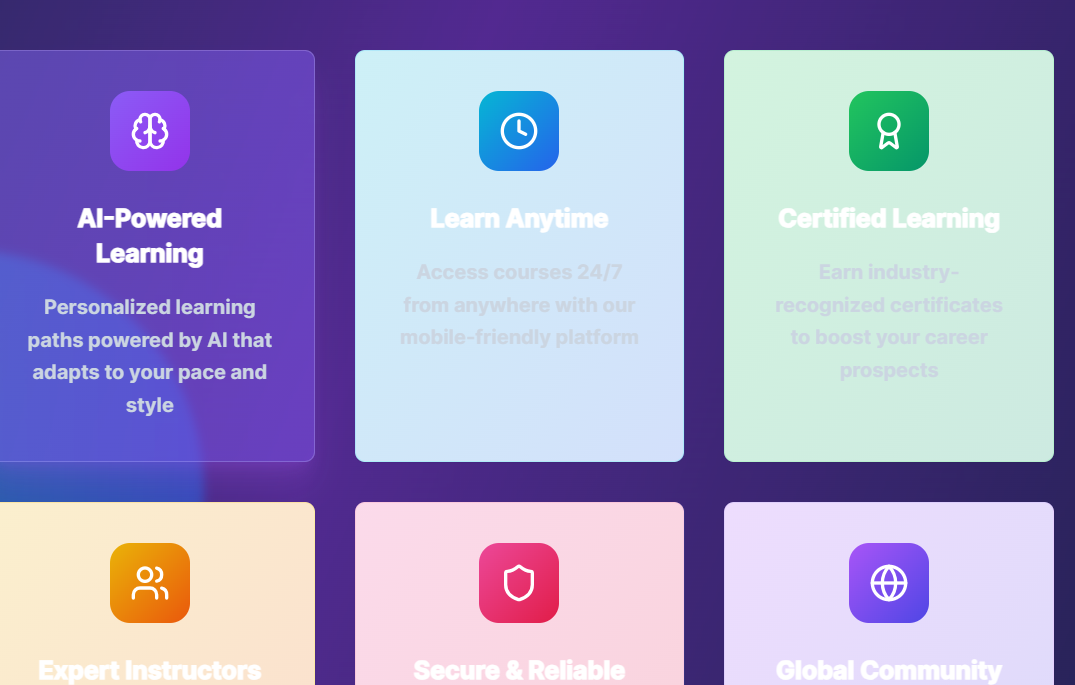 AI-Powered
Learning
Personalized learning
paths powered by AI that
adapts to your pace and
style
Learn Anytime
Access courses 24/7
from anywhere with our
mobile-friendly platform
Certified Learning
Earn industry-
recognized certificates
to boost your career
prospects
Expert Instructors
Secure & Reliable
Global Community